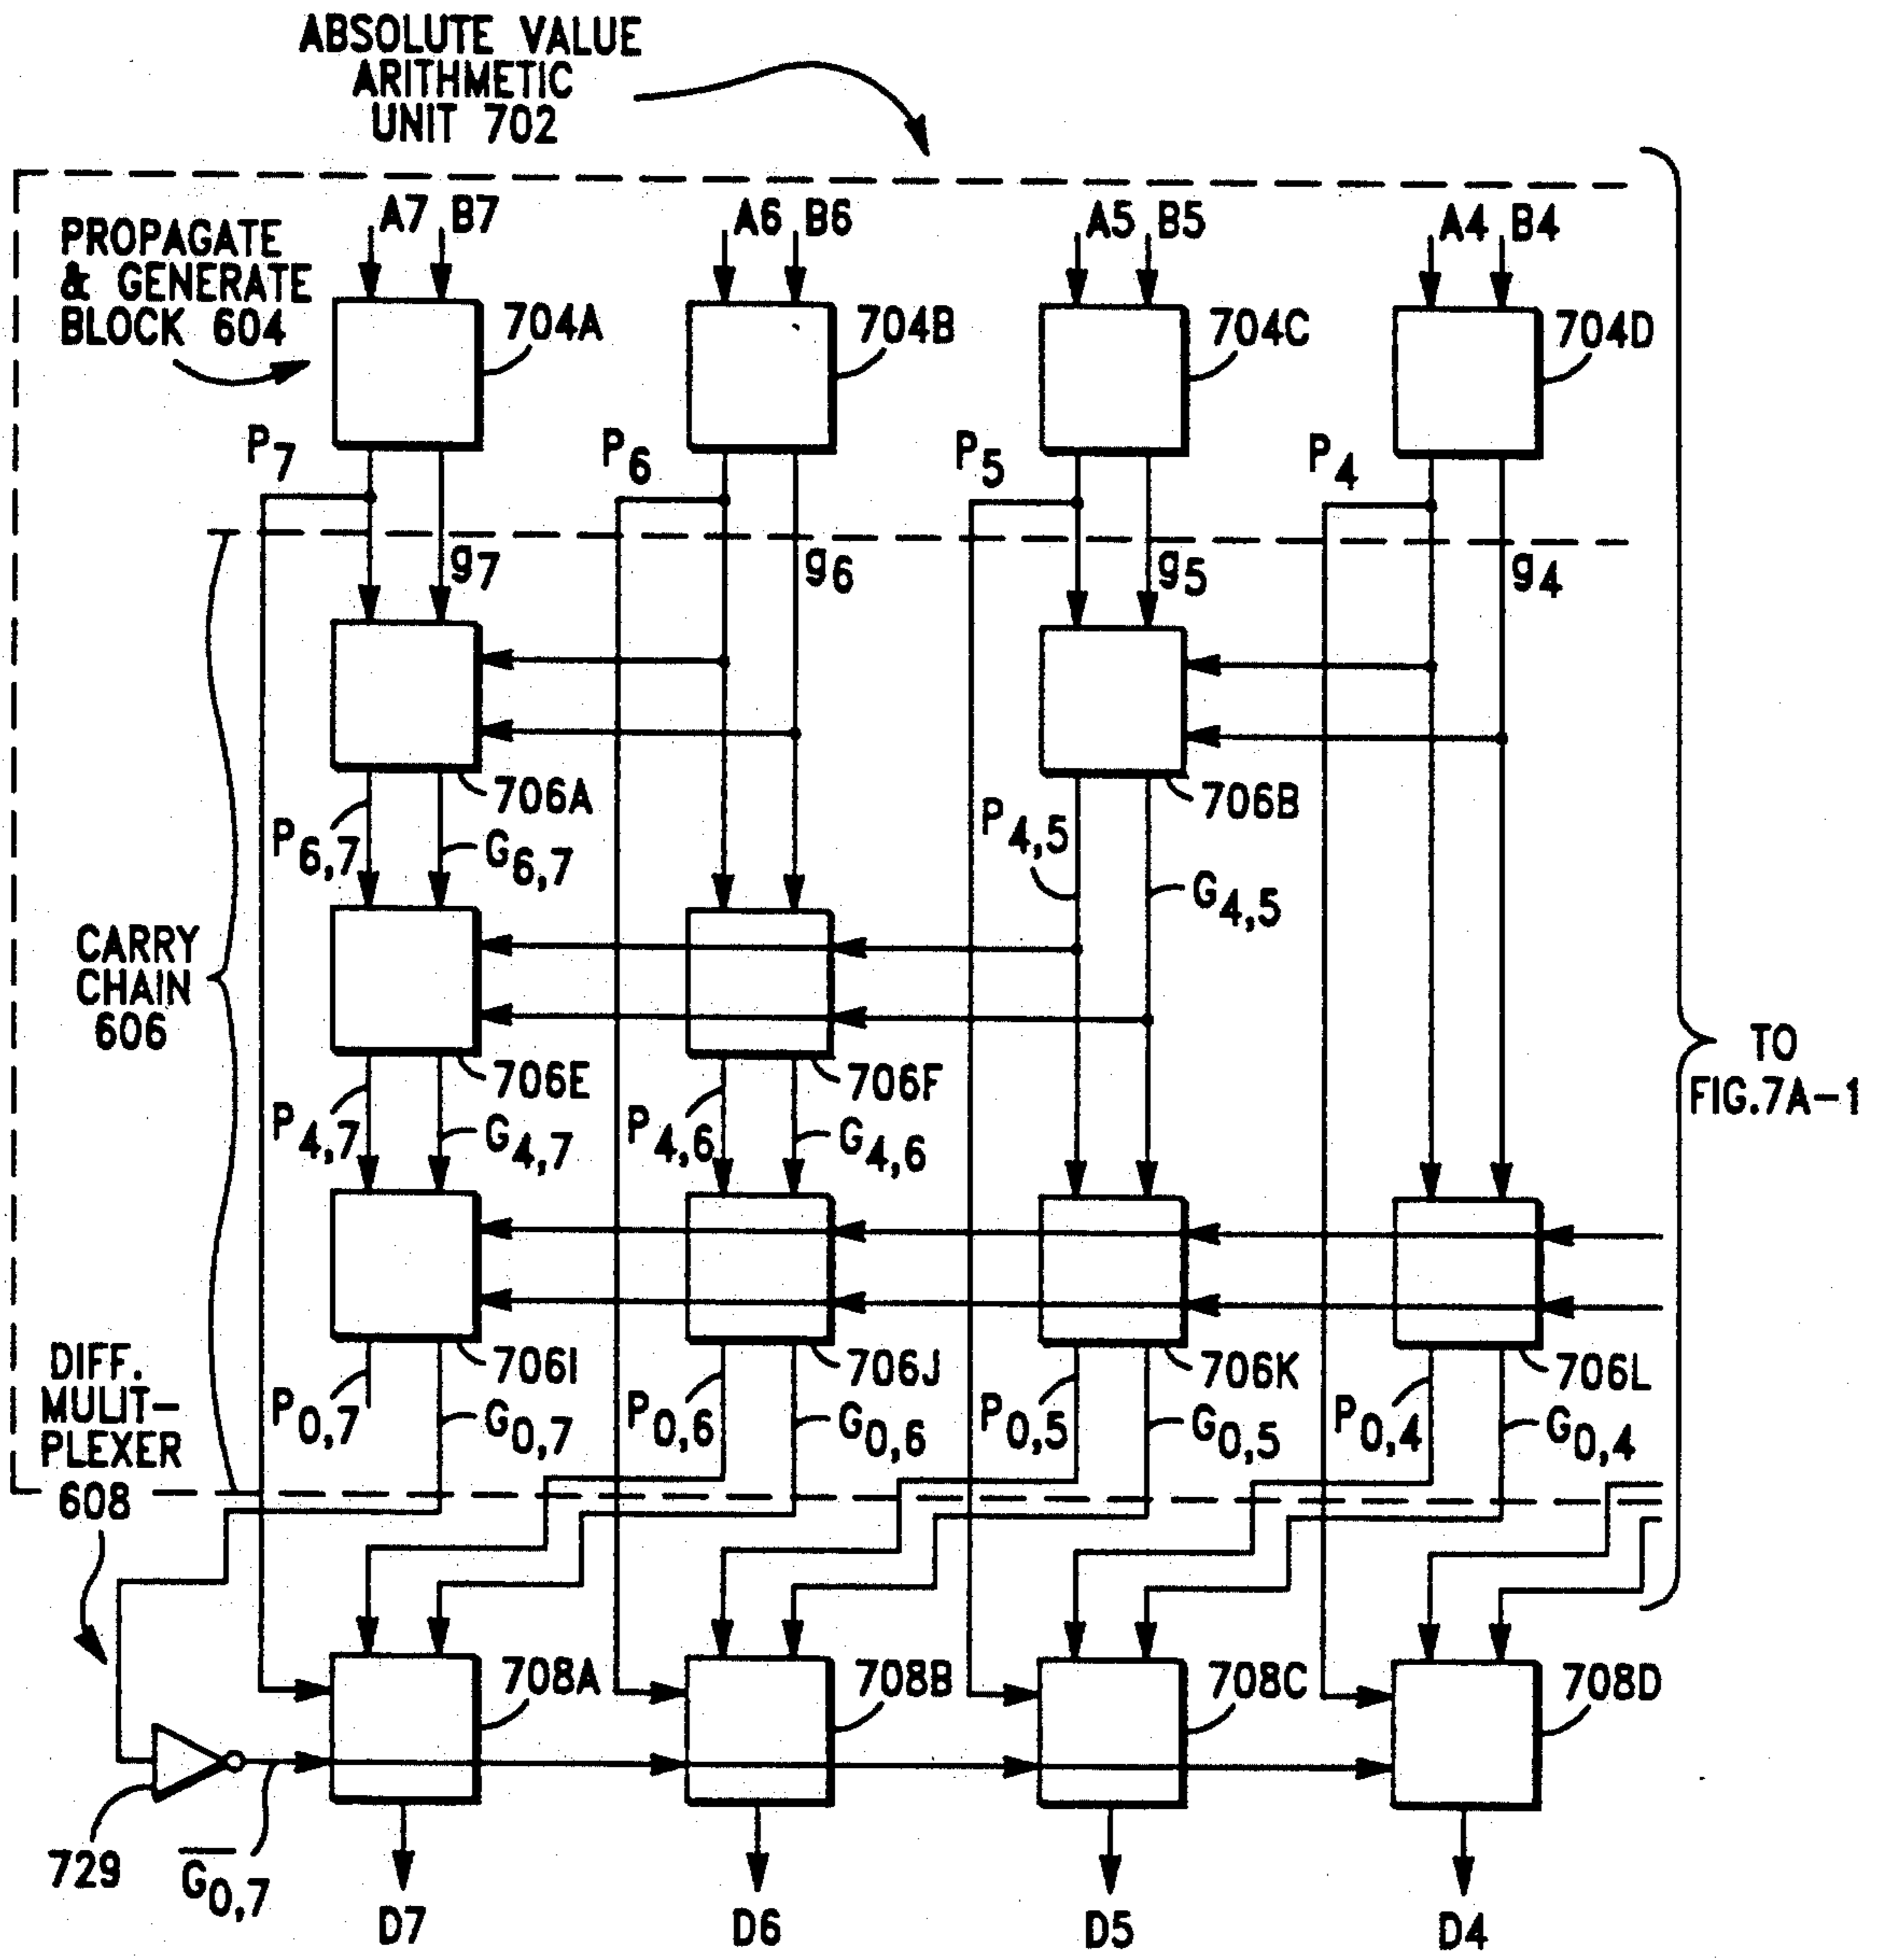 ABSOLUTE VALUE
ARITHMETIC
UNIT 702
A7 B7
A6 B6
A5 B5
A4 B4
PROPAGATE
& GENERATE
BLOCK 604
704A
704B
704C
704D
P7
P6
P5
P4
g7
g6
g5
g4
706A
706B
P6,7
G6,7
P4,5
G4,5
CARRY
CHAIN
606
TO
FIG.7A-1
706E
706F
P4,7
G4,7
P4,6
G4,6
706I
706J
706K
706L
DIFF.
MULIT-
PLEXER
608
P0,7
G0,7
P0,6
G0,6
P0,5
G0,5
P0,4
G0,4
708A
708B
708C
708D
729
G̅0,7
D7
D6
D5
D4